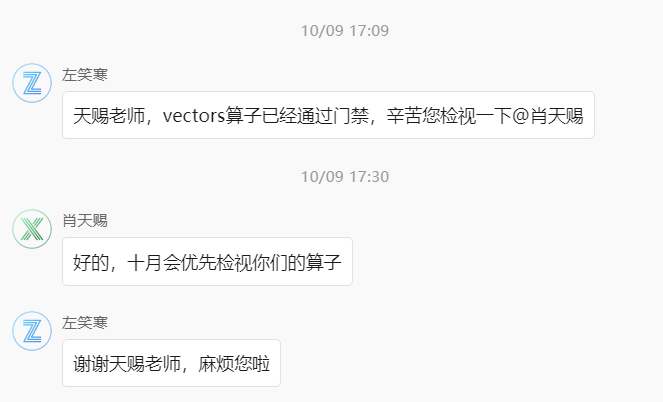 10/09 17:09
左笑寒
天赐老师，vectors算子已经通过门禁，辛苦您检视一下@肖天赐
10/09 17:30
肖天赐
好的，十月会优先检视你们的算子
左笑寒
谢谢天赐老师，麻烦您啦